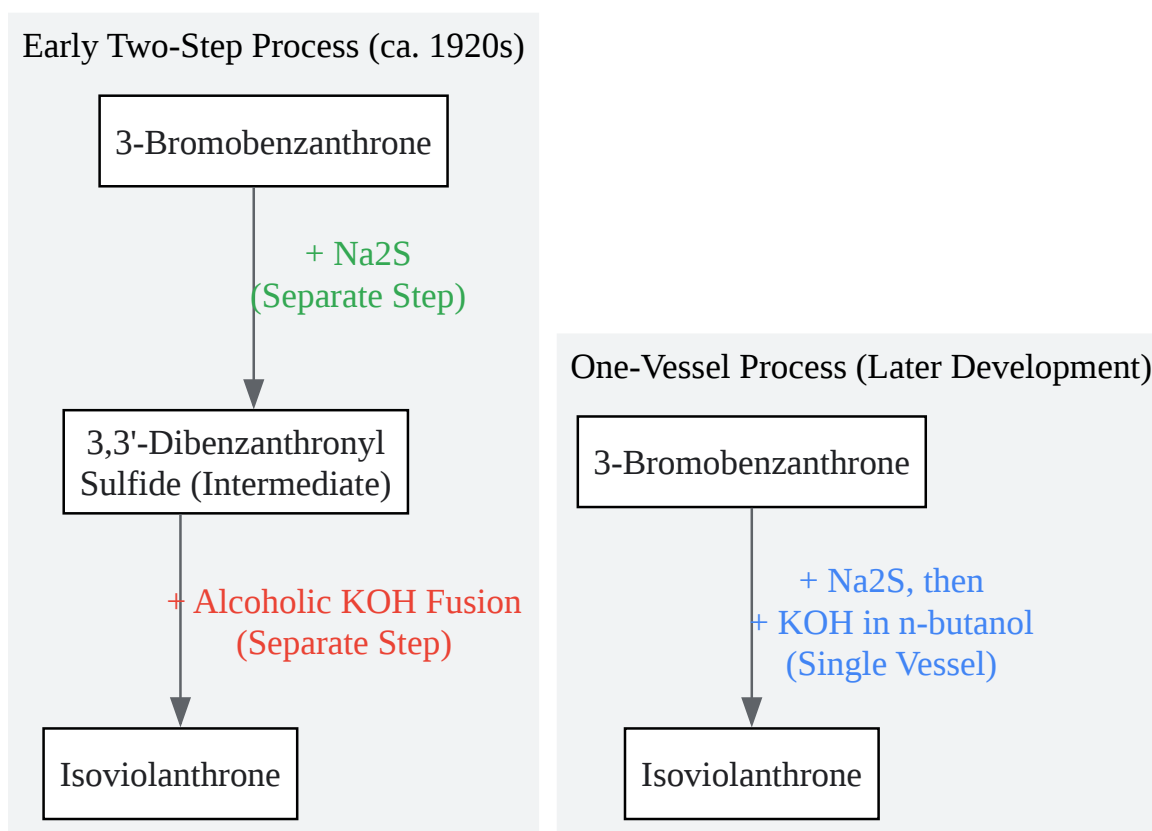 Early Two-Step Process (ca. 1920s)
3-Bromobenzanthrone
+ Na2S
(Separate Step)
3,3'-Dibenzanthronyl
Sulfide (Intermediate)
+ Alcoholic KOH Fusion
(Separate Step)
Isoviolanthrone
One-Vessel Process (Later Development)
3-Bromobenzanthrone
+ Na2S, then
+ KOH in n-butanol
(Single Vessel)
Isoviolanthrone